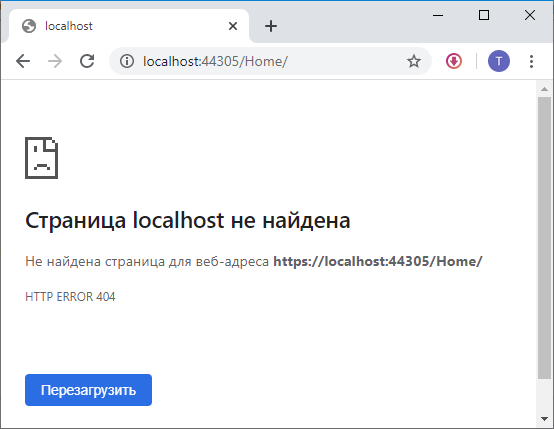 localhost
localhost:44305/Home/
T
Страница localhost не найдена
Не найдена страница для веб-адреса https://localhost:44305/Home/
HTTP ERROR 404
Перезагрузить